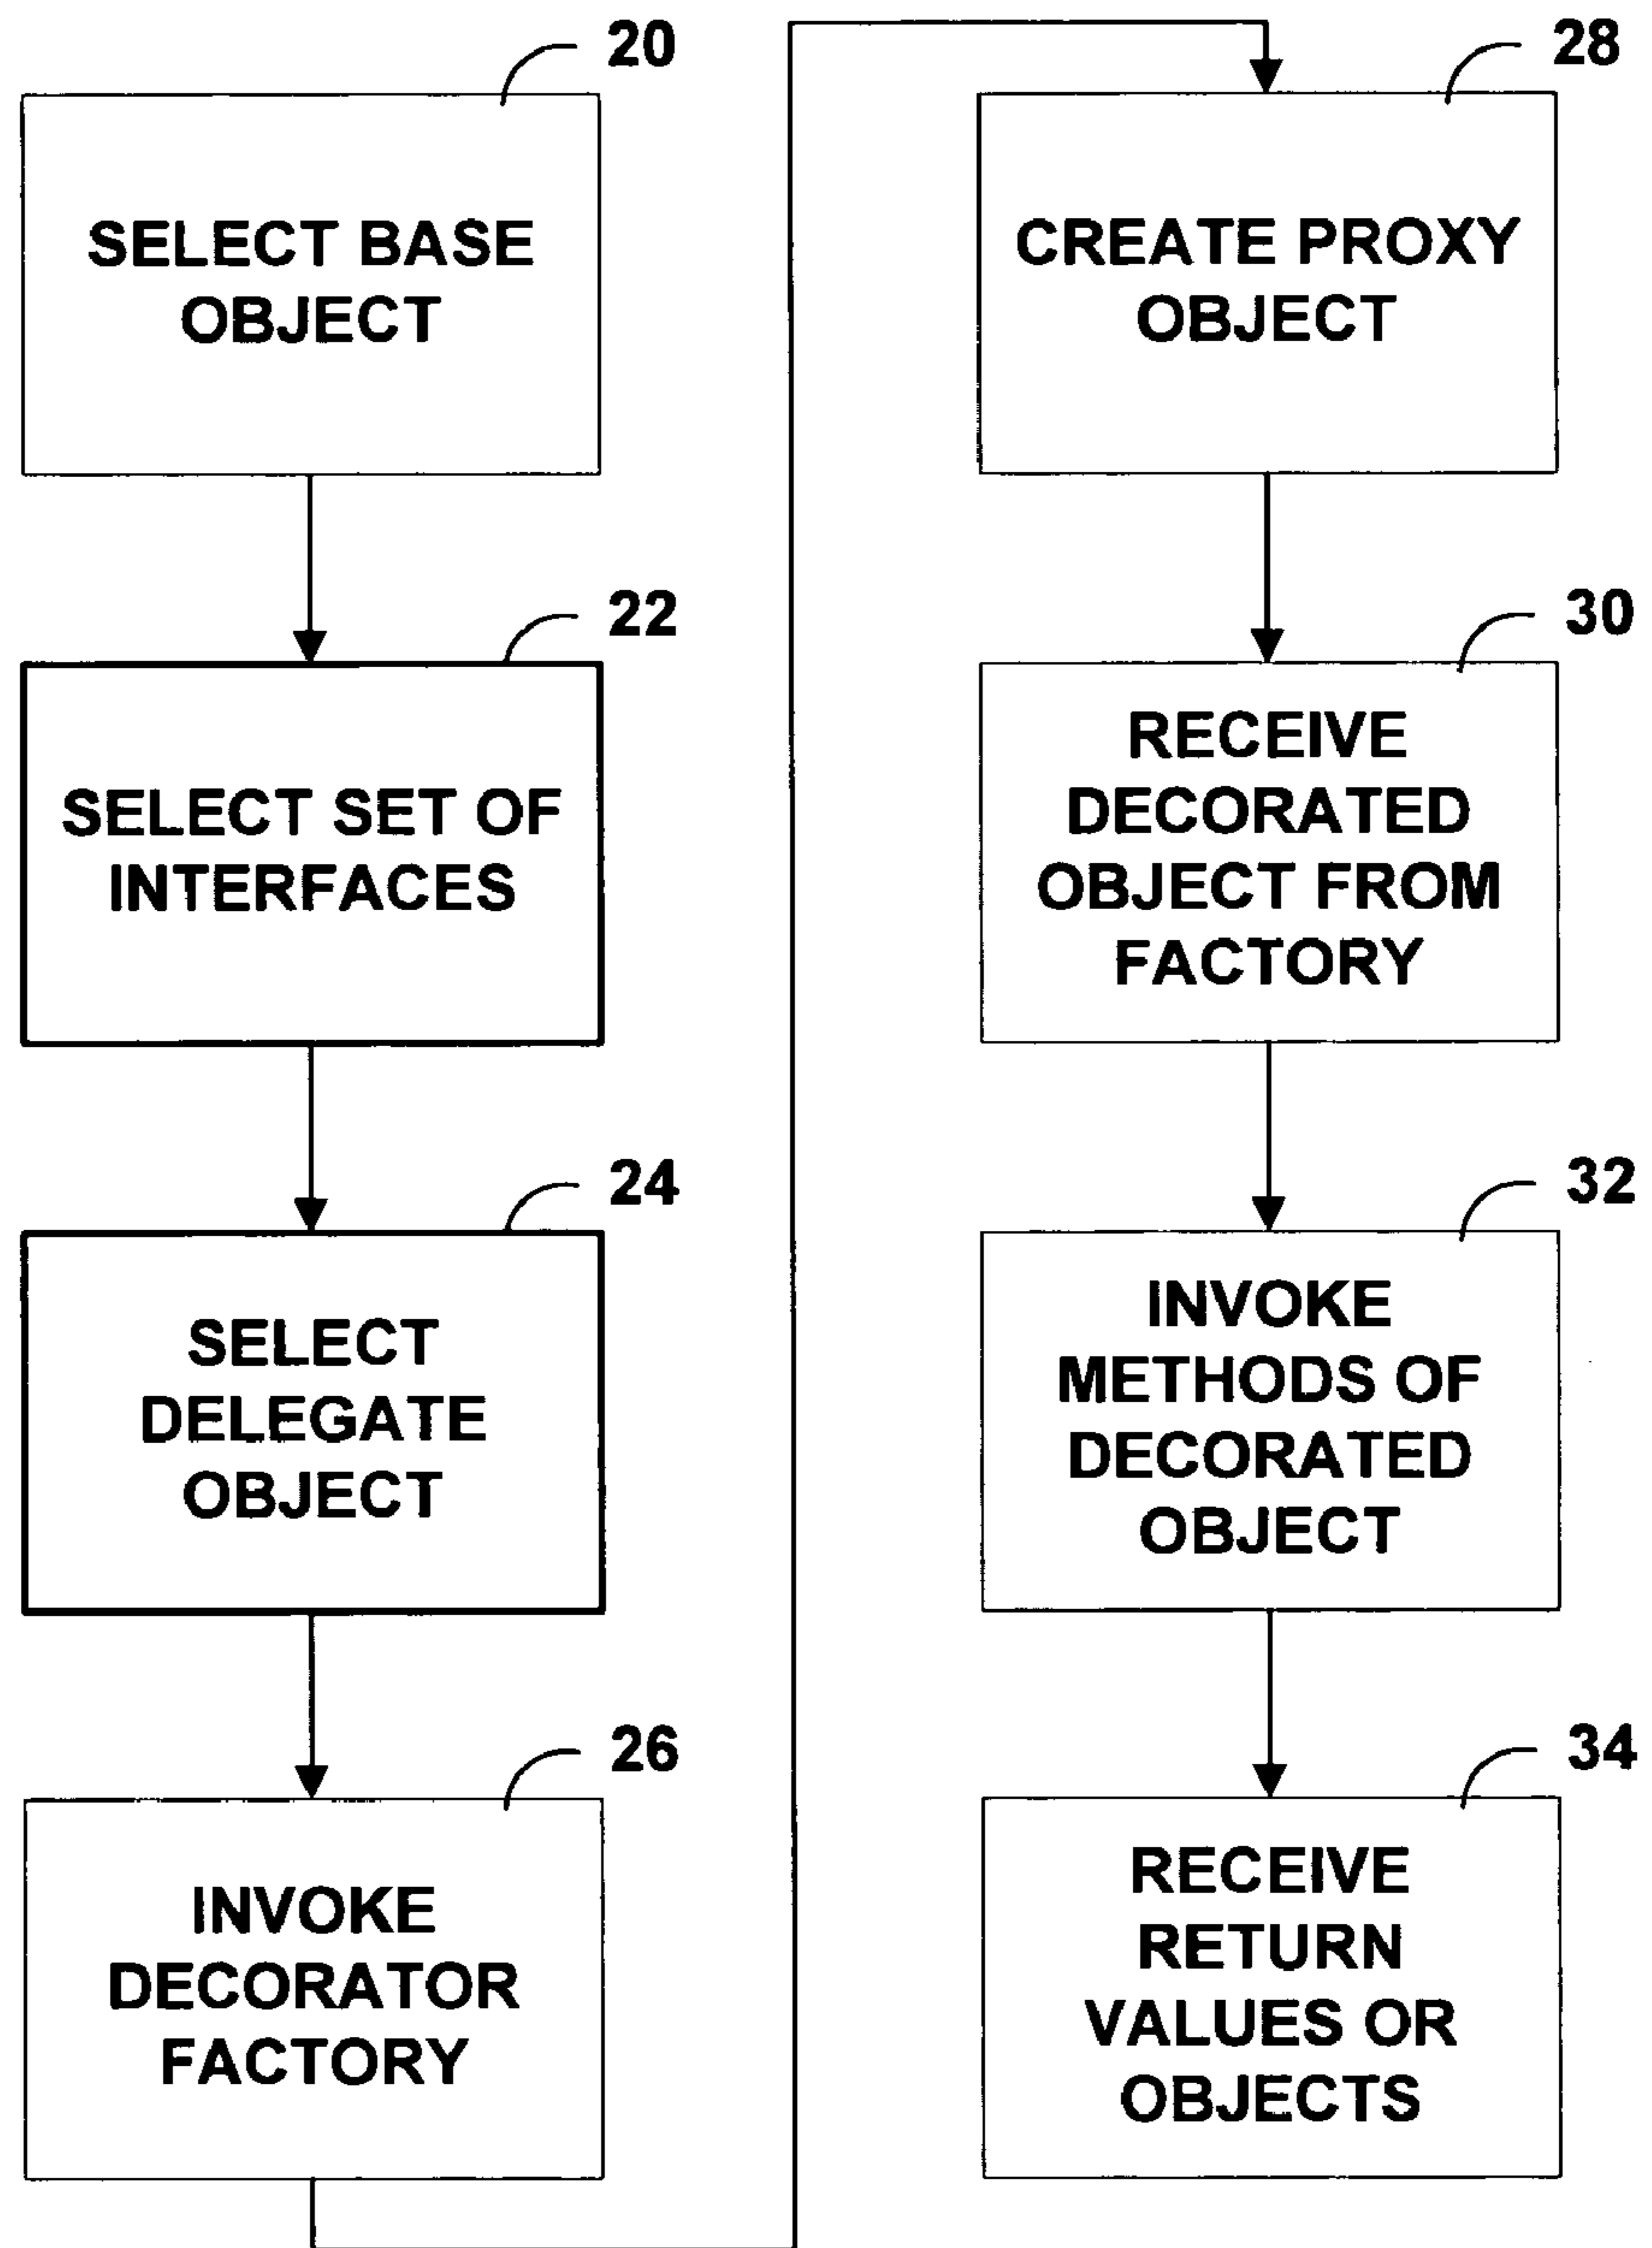 20
SELECT BASE
OBJECT
22
SELECT SET OF
INTERFACES
24
SELECT
DELEGATE
OBJECT
26
INVOKE
DECORATOR
FACTORY
28
CREATE PROXY
OBJECT
30
RECEIVE
DECORATED
OBJECT FROM
FACTORY
32
INVOKE
METHODS OF
DECORATED
OBJECT
34
RECEIVE
RETURN
VALUES OR
OBJECTS